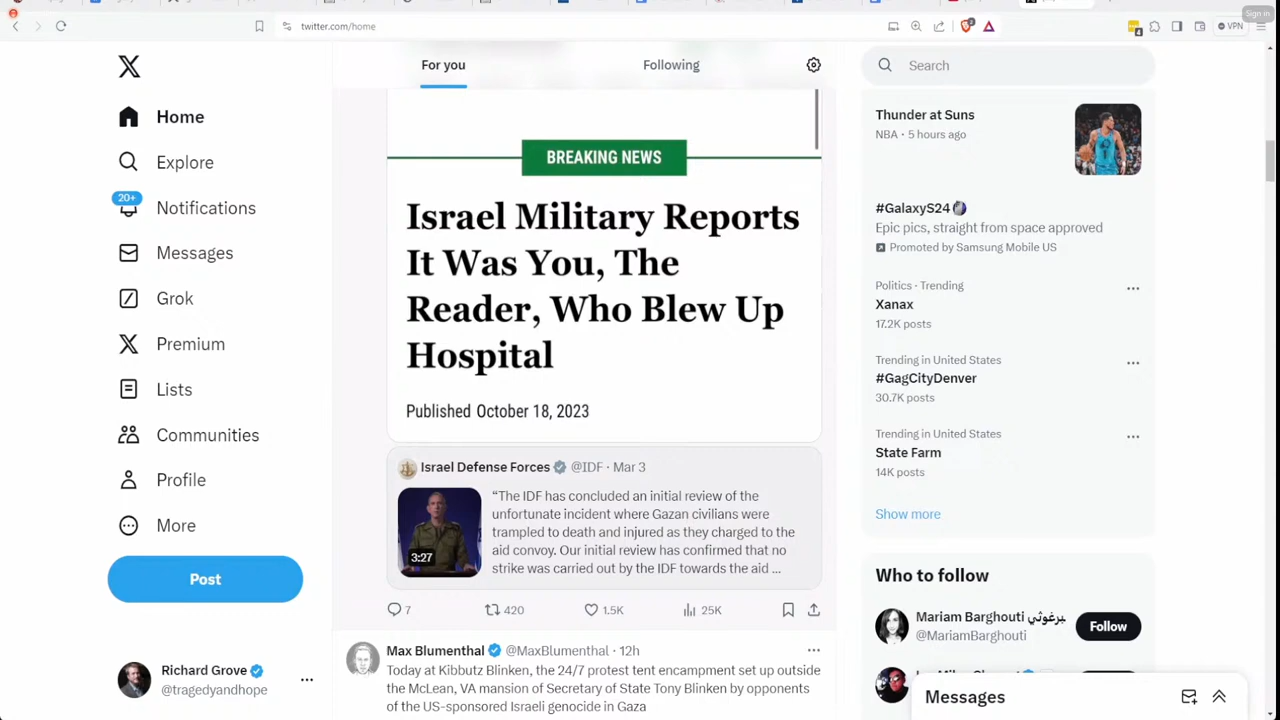 Sign in
twitter.com/home
2
4
VPN
Home
Explore
20+
Notifications
Messages
Grok
Premium
Lists
Communities
Profile
More
Post
Richard Grove
@tragedyandhope
For you
Following
BREAKING NEWS
Israel Military Reports
It Was You, The
Reader, Who Blew Up
Hospital
Published October 18, 2023
Israel Defense Forces @IDF · Mar 3
3:27
“The IDF has concluded an initial review of the
unfortunate incident where Gazan civilians were
trampled to death and injured as they charged to the
aid convoy. Our initial review has confirmed that no
strike was carried out by the IDF towards the aid ...
7
420
1.5K
25K
Max Blumenthal @MaxBlumenthal · 12h
Today at Kibbutz Blinken, the 24/7 protest tent encampment set up outside
the McLean, VA mansion of Secretary of State Tony Blinken by opponents
of the US-sponsored Israeli genocide in Gaza
Search
Thunder at Suns
NBA · 5 hours ago
#GalaxyS24
Epic pics, straight from space approved
Promoted by Samsung Mobile US
Politics · Trending
Xanax
17.2K posts
Trending in United States
#GagCityDenver
30.7K posts
Trending in United States
State Farm
14K posts
Show more
Who to follow
Mariam Barghouti
@MariamBarghouti
Follow
Messages